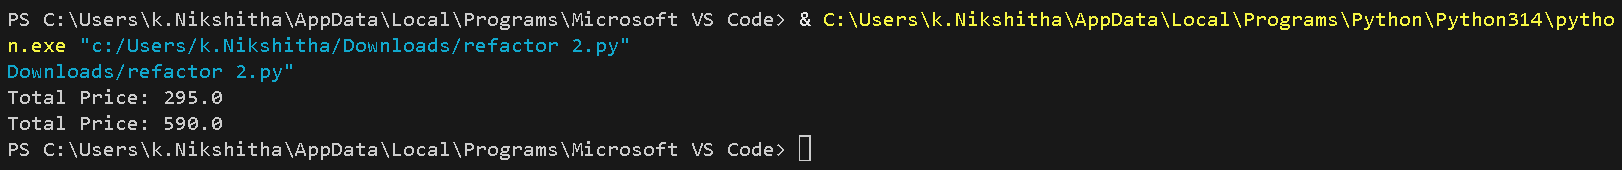 PS C:\Users\k.Nikshitha\AppData\Local\Programs\Microsoft VS Code> & C:\Users\k.Nikshitha\AppData\Local\Programs\Python\Python314\pytho
n.exe "c:/Users/k.Nikshitha/Downloads/refactor 2.py"
Downloads/refactor 2.py"
Total Price: 295.0
Total Price: 590.0
PS C:\Users\k.Nikshitha\AppData\Local\Programs\Microsoft VS Code>